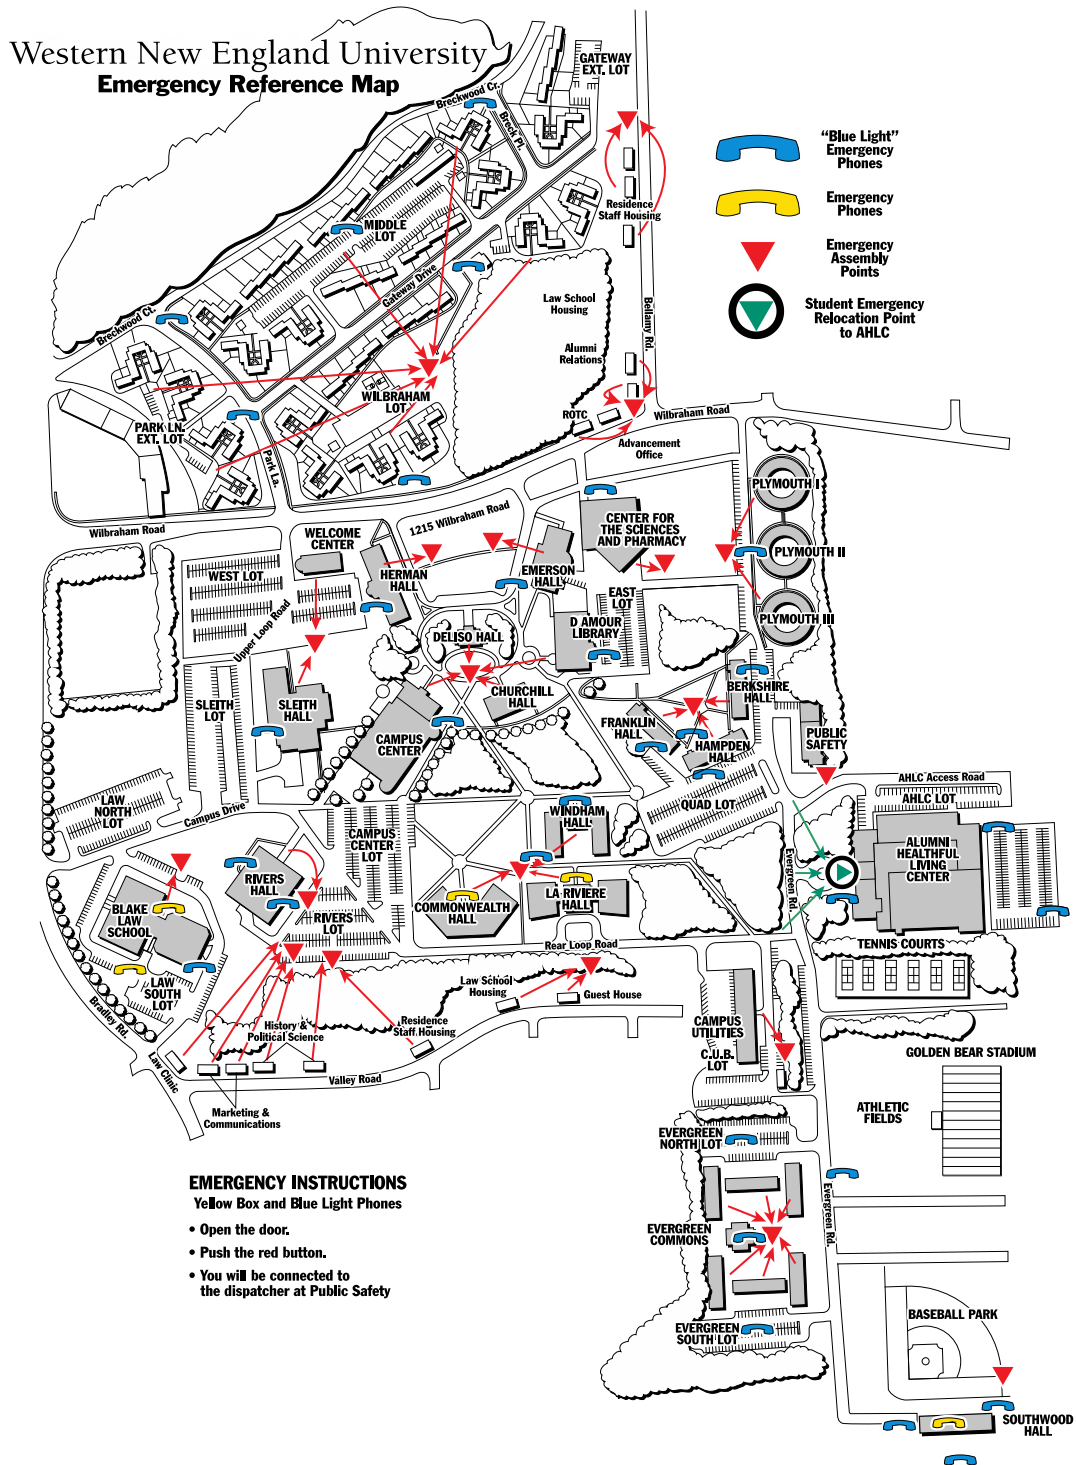 Western New England University
Emergency Reference Map
GATEWAY
EXT. LOT
Breckwood Cr.
Breck Pl.
"Blue Light"
Emergency
Phones
Emergency
Phones
Emergency
Assembly
Points
Student Emergency
Relocation Point
to AHLC
Residence
Staff Housing
MIDDLE
LOT
Gateway Drive
Breckwood Ct.
Law School
Housing
Bellamy Rd.
Alumni
Relations
WILBRAHAM
LOT
ROTC
Wilbraham Road
Advancement
Office
PARK LN.
EXT. LOT
Park La.
Wilbraham Road
WELCOME
CENTER
1215 Wilbraham Road
CENTER FOR
THE SCIENCES
AND PHARMACY
PLYMOUTH I
PLYMOUTH II
PLYMOUTH III
WEST LOT
HERMAN
HALL
EMERSON
HALL
EAST
LOT
Upper Loop Road
DELISO HALL
D AMOUR
LIBRARY
SLEITH
LOT
SLEITH
HALL
CHURCHILL
HALL
BERKSHIRE
HALL
CAMPUS
CENTER
FRANKLIN
HALL
HAMPDEN
HALL
PUBLIC
SAFETY
LAW
NORTH
LOT
Campus Drive
CAMPUS
CENTER
LOT
WINDHAM
HALL
QUAD LOT
AHLC Access Road
AHLC LOT
ALUMNI
HEALTHFUL
LIVING
CENTER
Evergreen Rd.
RIVERS
HALL
BLAKE
LAW
SCHOOL
RIVERS
LOT
COMMONWEALTH
HALL
LA RIVIERE
HALL
Rear Loop Road
TENNIS COURTS
LAW
SOUTH
LOT
Bradley Rd.
Law School
Housing
Guest House
History &
Political Science
Residence
Staff Housing
CAMPUS
UTILITIES
C.U.B.
LOT
Law Clinic
Valley Road
Marketing &
Communications
GOLDEN BEAR STADIUM
ATHLETIC
FIELDS
EVERGREEN
NORTH LOT
EMERGENCY INSTRUCTIONS
Yellow Box and Blue Light Phones
• Open the door.
• Push the red button.
• You will be connected to
the dispatcher at Public Safety
EVERGREEN
COMMONS
Evergreen Rd.
EVERGREEN
SOUTH LOT
BASEBALL PARK
SOUTHWOOD
HALL